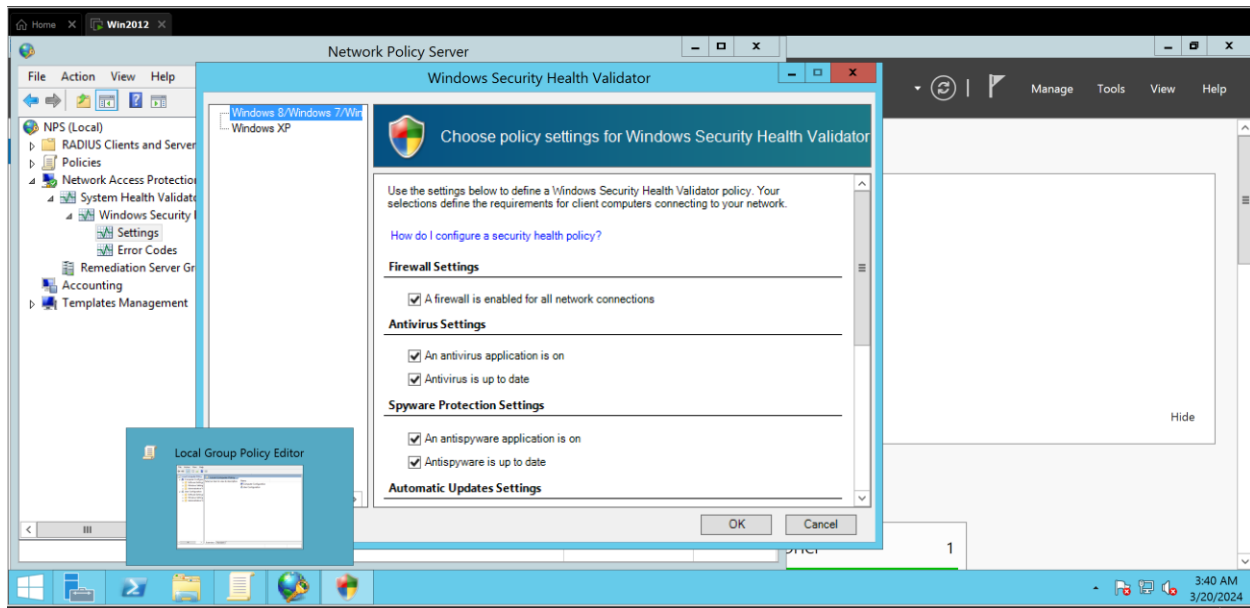 Home
Win2012
Network Policy Server
File Action View Help
NPS (Local)
RADIUS Clients and Server
Policies
Network Access Protection
System Health Validat
Windows Security
Settings
Error Codes
Remediation Server Gr
Accounting
Templates Management
Windows Security Health Validator
Windows 8/Windows 7/Win
Windows XP
Choose policy settings for Windows Security Health Validator
Use the settings below to define a Windows Security Health Validator policy. Your
selections define the requirements for client computers connecting to your network.
How do I configure a security health policy?
Firewall Settings
A firewall is enabled for all network connections
Antivirus Settings
An antivirus application is on
Antivirus is up to date
Spyware Protection Settings
An antispyware application is on
Antispyware is up to date
Automatic Updates Settings
OK Cancel
Manage Tools View Help
Hide
1
Local Group Policy Editor
3:40 AM
3/20/2024